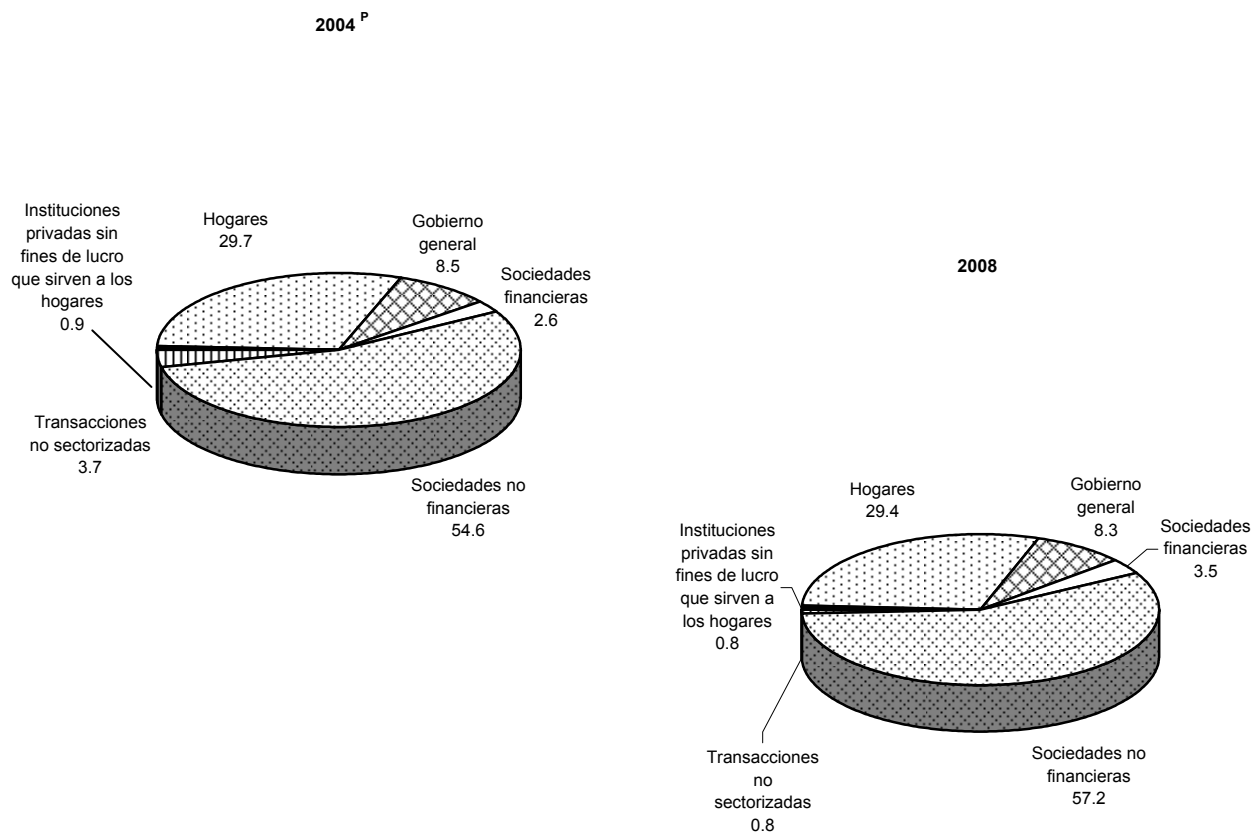 2004 P
Instituciones
privadas sin
fines de lucro
que sirven a los
hogares
0.9
Hogares
29.7
Gobierno
general
8.5
Sociedades
financieras
2.6
Transacciones
no sectorizadas
3.7
Sociedades no
financieras
54.6
2008
Instituciones
privadas sin
fines de lucro
que sirven a
los hogares
0.8
Hogares
29.4
Gobierno
general
8.3
Sociedades
financieras
3.5
Transacciones
no
sectorizadas
0.8
Sociedades no
financieras
57.2